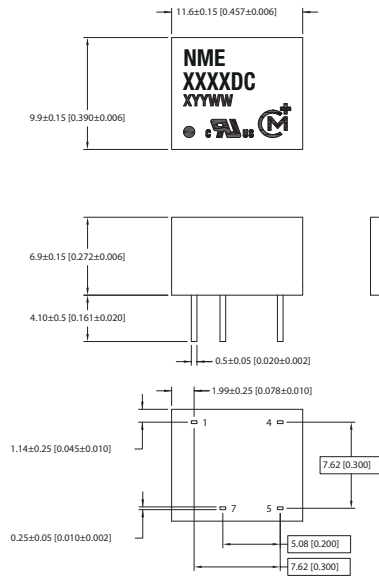 11.6±0.15 [0.457±0.006]
NME
XXXXDC
XYYWW
9.9±0.15 [0.390±0.006]
c US
CM+
6.9±0.15 [0.272±0.006]
4.10±0.5 [0.161±0.020]
0.5±0.05 [0.020±0.002]
1.99±0.25 [0.078±0.010]
1 4
1.14±0.25 [0.045±0.010]
7.62 [0.300]
7 5
0.25±0.05 [0.010±0.002]
5.08 [0.200]
7.62 [0.300]